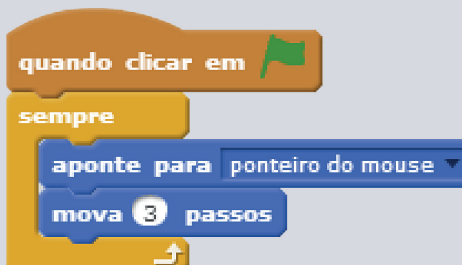 quando clicar em
sempre
aponte para ponteiro do mouse
mova 3 passos